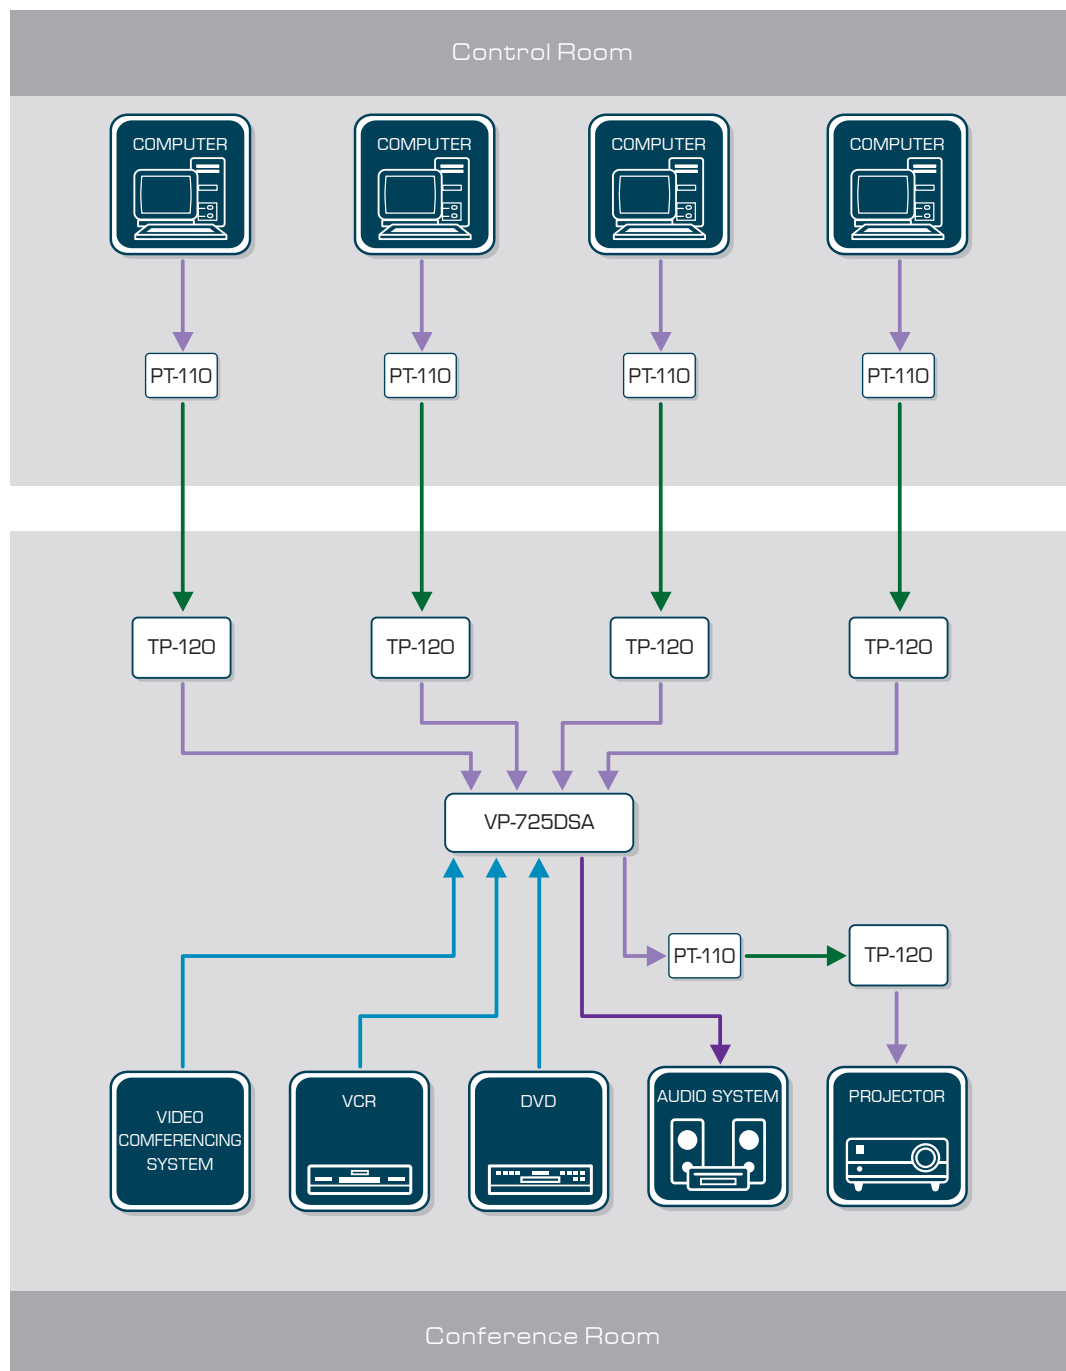 Control Room
COMPUTER
COMPUTER
COMPUTER
COMPUTER
PT-110
PT-110
PT-110
PT-110
TP-120
TP-120
TP-120
TP-120
VP-725DSA
PT-110
TP-120
VIDEO
COMFERENCING
SYSTEM
VCR
DVD
AUDIO SYSTEM
PROJECTOR
Conference Room